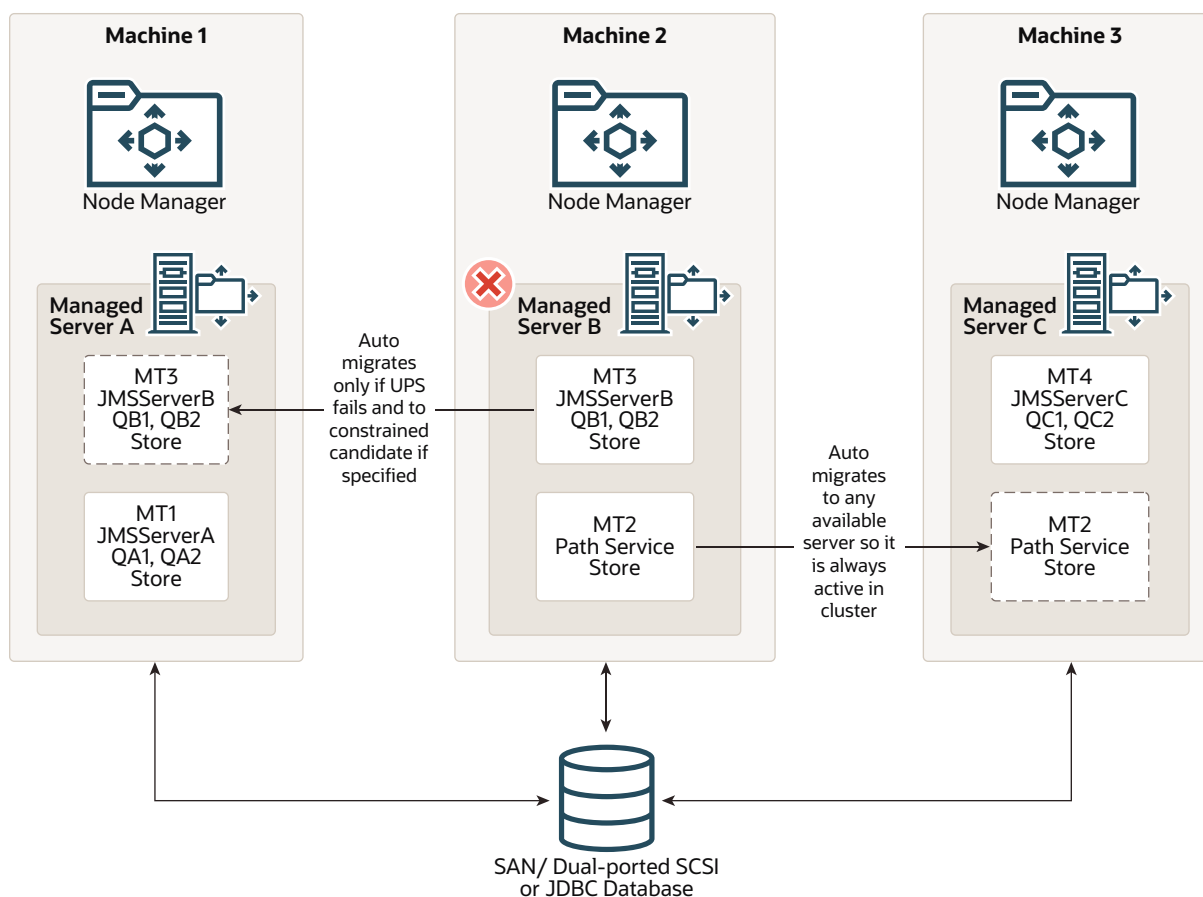 Machine 1
Machine 2
Machine 3
Node Manager
Node Manager
Node Manager
Managed
Server A
MT3
JMSServerB
QB1, QB2
Store
MT1
JMSServerA
QA1, QA2
Store
Auto
migrates
only if UPS
fails and to
constrained
candidate if
specified
Managed
Server B
MT3
JMSServerB
QB1, QB2
Store
MT2
Path Service
Store
Auto
migrates
to any
available
server so it
is always
active in
cluster
Managed
Server C
MT4
JMSServerC
QC1, QC2
Store
MT2
Path Service
Store
SAN/ Dual-ported SCSI
or JDBC Database